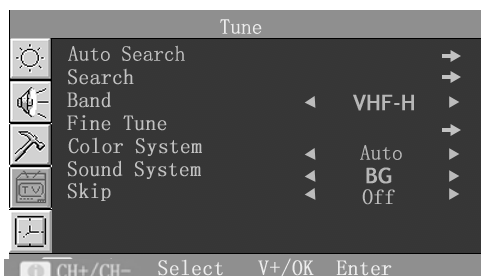 Tune
Auto Search
Search
Band VHF-H
Fine Tune
Color System Auto
Sound System BG
Skip Off
TV
CH+/CH- Select V+/OK Enter